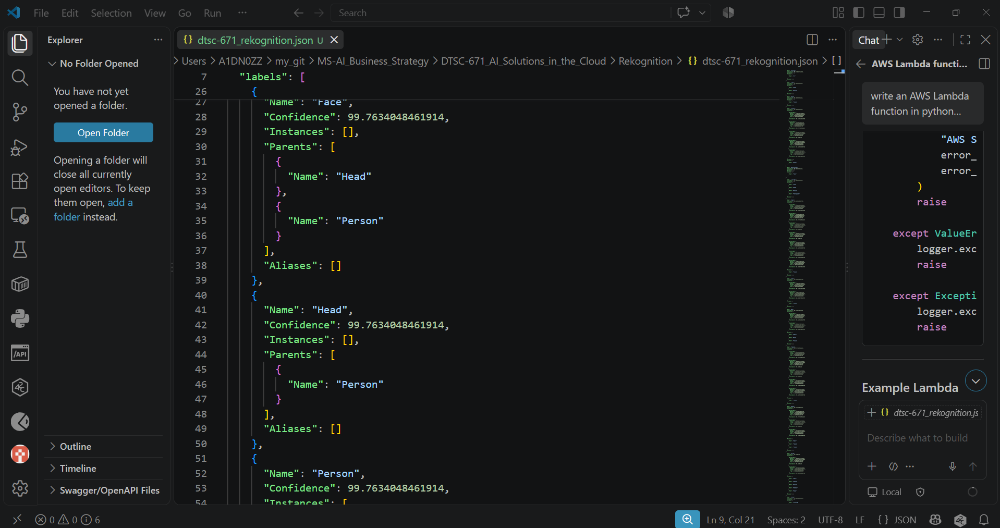 File Edit Selection View Go Run ···
Search
Explorer
No Folder Opened
You have not yet
opened a folder.
Open Folder
Opening a folder will
close all currently
open editors. To keep
them open, add a
folder instead.
Outline
Timeline
Swagger/OpenAPI Files
{} dtsc-671_rekognition.json U
Users > A1DN0ZZ > my_git > MS-AI_Business_Strategy > DTSC-671_AI_Solutions_in_the_Cloud > Rekognition > {} dtsc-671_rekognition.json > [ ]
7 "labels": [
26 {
27 "Name": "Face",
28 "Confidence": 99.7634048461914,
29 "Instances": [],
30 "Parents": [
31 {
32 "Name": "Head"
33 },
34 {
35 "Name": "Person"
36 }
37 ],
38 "Aliases": []
39 },
40 {
41 "Name": "Head",
42 "Confidence": 99.7634048461914,
43 "Instances": [],
44 "Parents": [
45 {
46 "Name": "Person"
47 }
48 ],
49 "Aliases": []
50 },
51 {
52 "Name": "Person",
53 "Confidence": 99.7634048461914,
54 "Instances": [
Chat
AWS Lambda functi...
write an AWS Lambda
function in python...
"AWS S
error_
error_
)
raise
except ValueEr
logger.exc
raise
except Excepti
logger.exc
raise
Example Lambda
{} dtsc-671_rekognition.js
Describe what to build
Local
/API
42C
0 0 6
Ln 9, Col 21 Spaces: 2 UTF-8 LF {} JSON